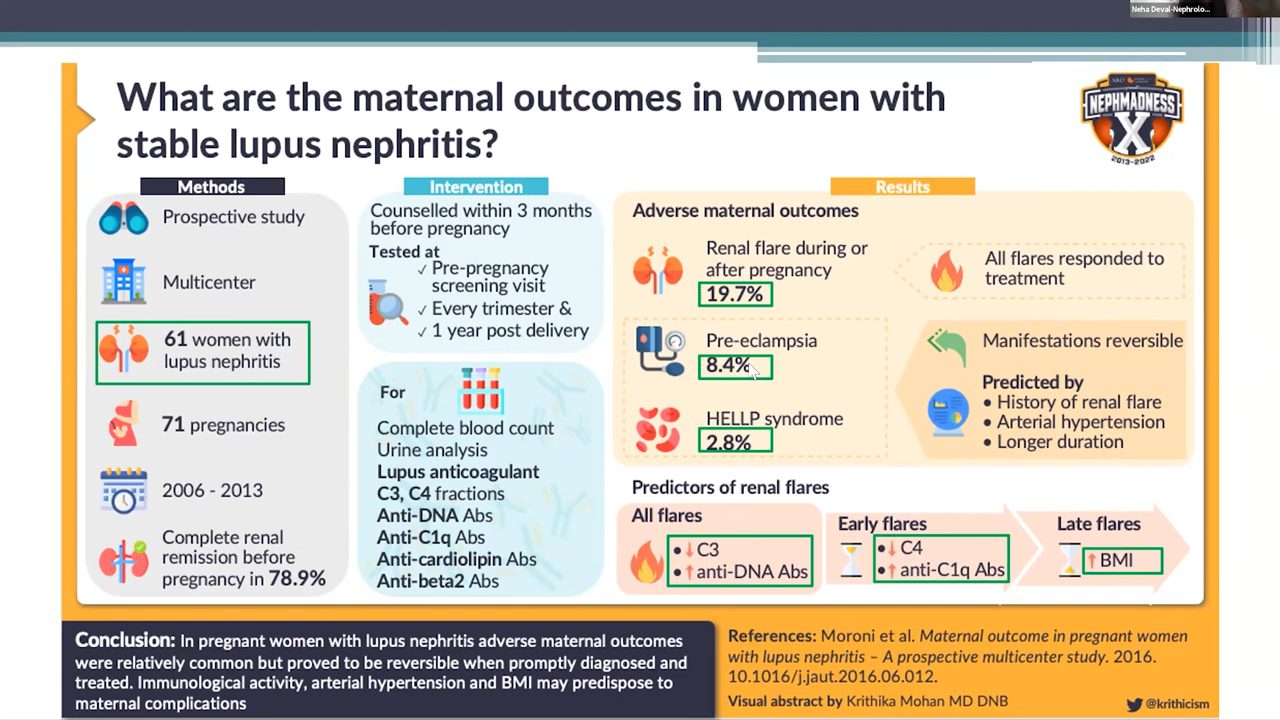 Neha Deval-Nephrolo...
What are the maternal outcomes in women with
stable lupus nephritis?
NEPHMADNESS
X
2013-2022
Methods
Prospective study
Multicenter
61 women with
lupus nephritis
71 pregnancies
2006 - 2013
Complete renal
remission before
pregnancy in 78.9%
Intervention
Counselled within 3 months
before pregnancy
Tested at
✓ Pre-pregnancy
screening visit
✓ Every trimester &
✓ 1 year post delivery
For
Complete blood count
Urine analysis
Lupus anticoagulant
C3, C4 fractions
Anti-DNA Abs
Anti-C1q Abs
Anti-cardiolipin Abs
Anti-beta2 Abs
Results
Adverse maternal outcomes
Renal flare during or
after pregnancy
19.7%
All flares responded to
treatment
Pre-eclampsia
8.4%
HELLP syndrome
2.8%
Manifestations reversible
Predicted by
• History of renal flare
• Arterial hypertension
• Longer duration
Predictors of renal flares
All flares
• ↓ C3
• ↑ anti-DNA Abs
Early flares
• ↓ C4
• ↑ anti-C1q Abs
Late flares
↑ BMI
Conclusion: In pregnant women with lupus nephritis adverse maternal outcomes
were relatively common but proved to be reversible when promptly diagnosed and
treated. Immunological activity, arterial hypertension and BMI may predispose to
maternal complications
References: Moroni et al. Maternal outcome in pregnant women
with lupus nephritis – A prospective multicenter study. 2016.
10.1016/j.jaut.2016.06.012.
Visual abstract by Krithika Mohan MD DNB
@krithicism